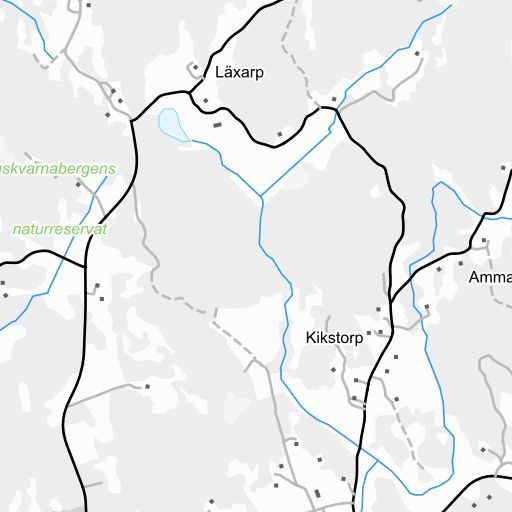 Läxarp
uskvarnabergens
naturreservat
Amma
Kikstorp